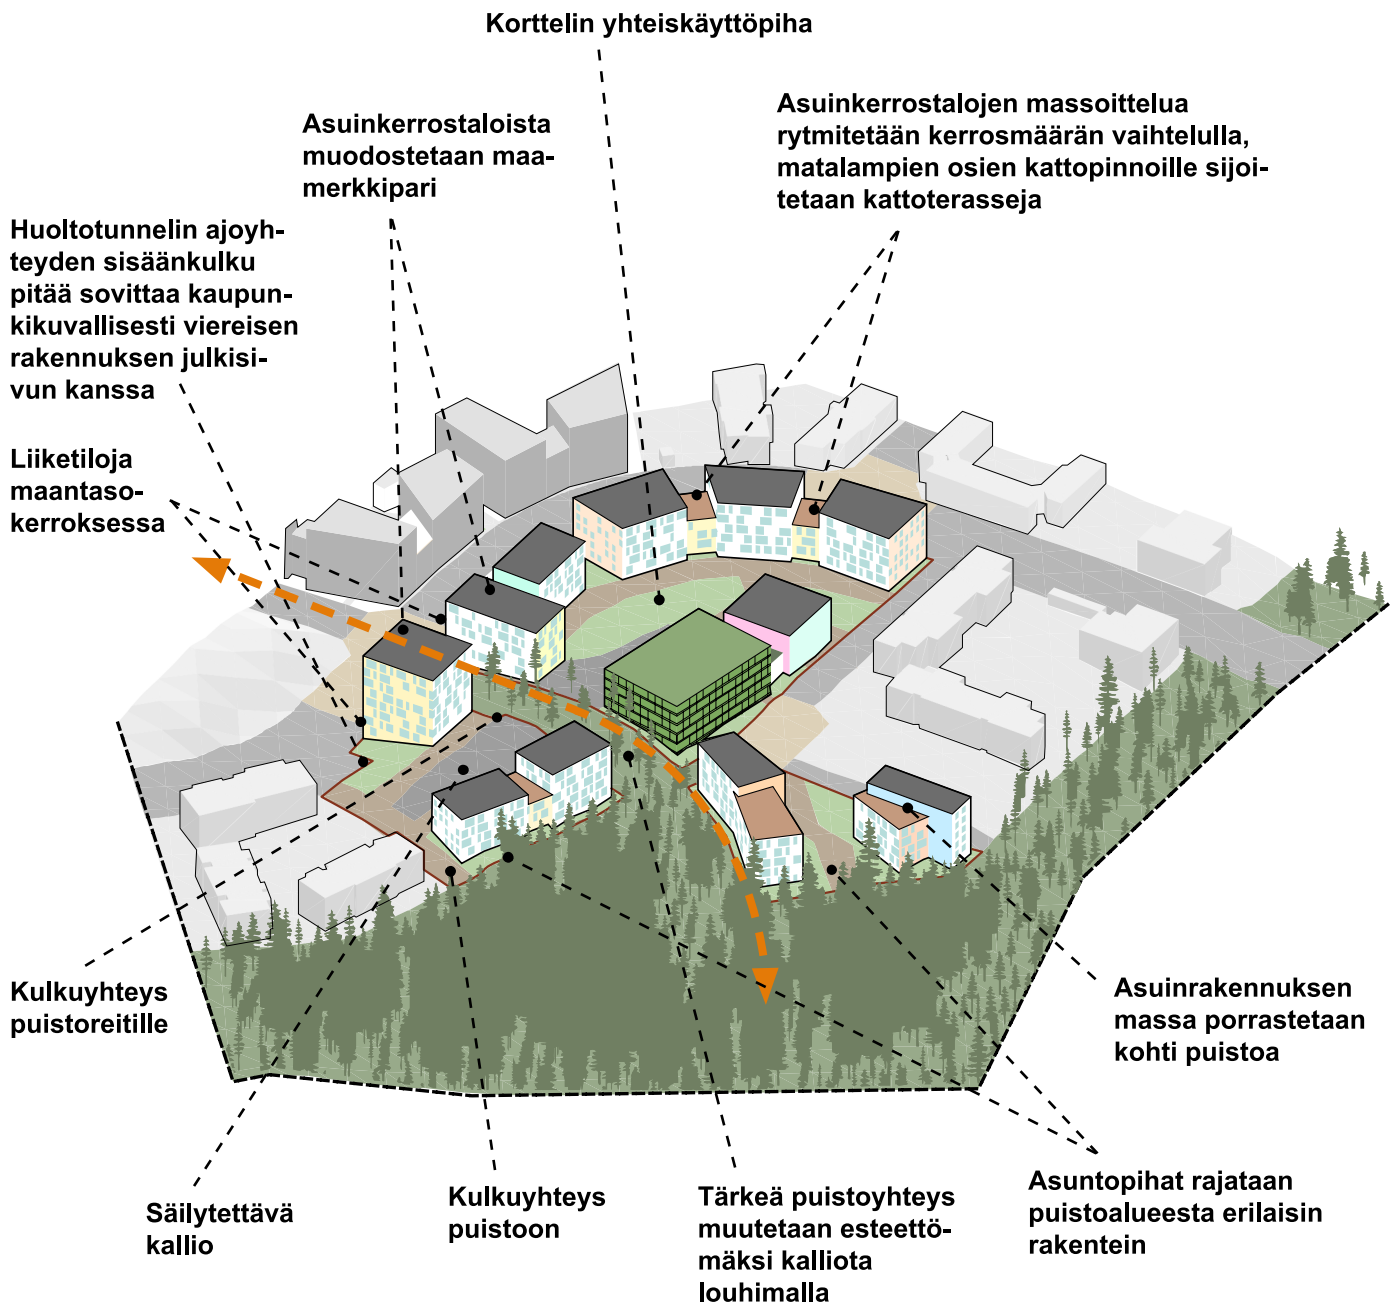 Korttelin yhteiskäyttöpiha
Asuinkerrostalojen massoittelua
rytmitetään kerrosmäärän vaihtelulla,
matalampien osien kattopinnoille sijoi-
tetaan kattoterasseja
Asuinkerrostaloista
muodostetaan maa-
merkkipari
Huoltotunnelin ajoyh-
teyden sisäänkulku
pitää sovittaa kaupun-
kikuvallisesti viereisen
rakennuksen julkisi-
vun kanssa
Liiketiloja
maantaso-
kerroksessa
Kulkuyhteys
puistoreitille
Asuinrakennuksen
massa porrastetaan
kohti puistoa
Säilytettävä
kallio
Kulkuyhteys
puistoon
Tärkeä puistoyhteys
muutetaan esteettö-
mäksi kalliota
louhimalla
Asuntopihat rajataan
puistoalueesta erilaisin
rakentein